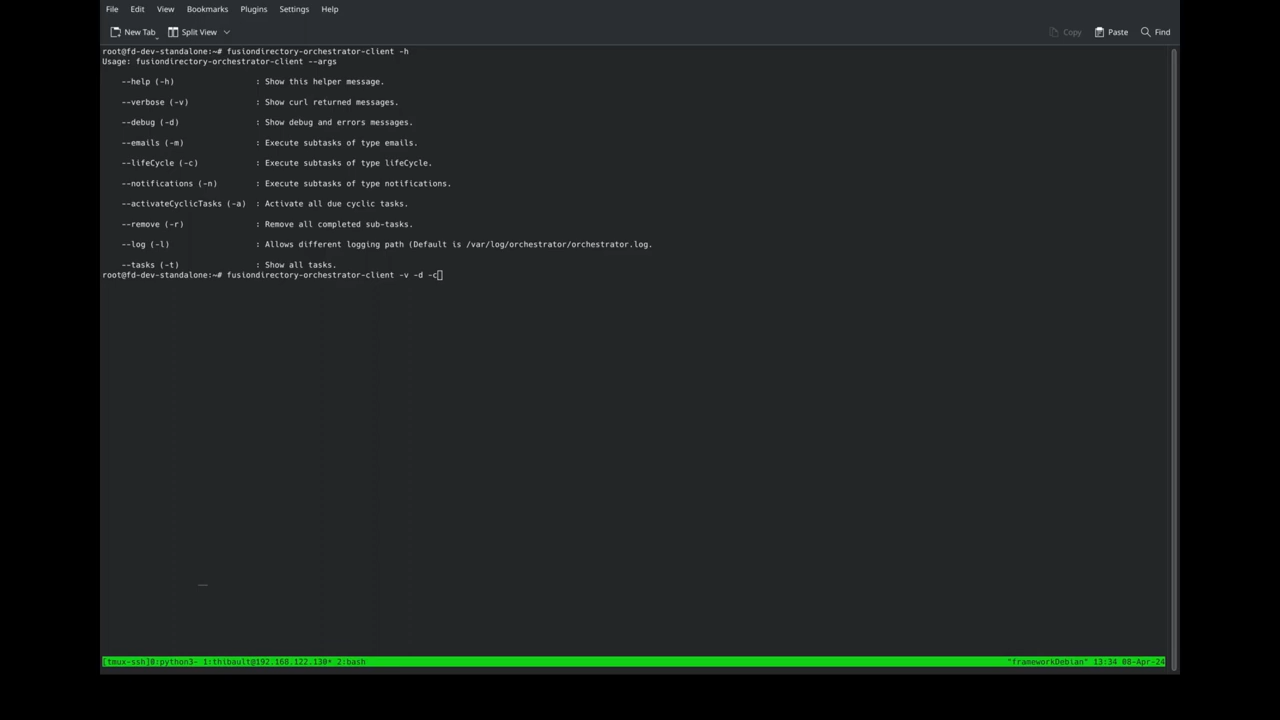 File Edit View Bookmarks Plugins Settings Help
New Tab Split View Copy Paste Find
root@fd-dev-standalone:~# fusiondirectory-orchestrator-client -h
Usage: fusiondirectory-orchestrator-client --args
--help (-h) : Show this helper message.
--verbose (-v) : Show curl returned messages.
--debug (-d) : Show debug and errors messages.
--emails (-m) : Execute subtasks of type emails.
--lifeCycle (-c) : Execute subtasks of type lifeCycle.
--notifications (-n) : Execute subtasks of type notifications.
--activateCyclicTasks (-a) : Activate all due cyclic tasks.
--remove (-r) : Remove all completed sub-tasks.
--log (-l) : Allows different logging path (Default is /var/log/orchestrator/orchestrator.log.
--tasks (-t) : Show all tasks.
root@fd-dev-standalone:~# fusiondirectory-orchestrator-client -v -d -c
[tmux-ssh]0:python3- 1:thibault@192.168.122.130* 2:bash "frameworkDebian" 13:34 08-Apr-24